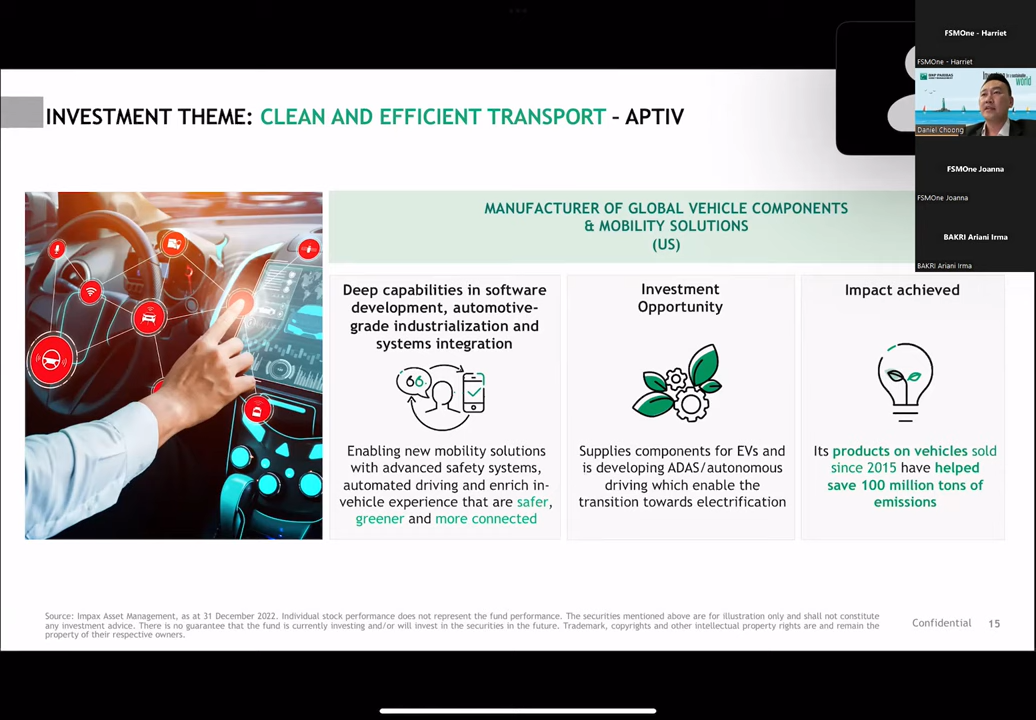 FSMOne - Harriet
FSMOne - Harriet
BNP PARIBAS
world
Daniel Choong
FSMOne Joanna
FSMOne Joanna
BAKRI Ariani Irma
BAKRI Ariani Irma
INVESTMENT THEME: CLEAN AND EFFICIENT TRANSPORT – APTIV
MANUFACTURER OF GLOBAL VEHICLE COMPONENTS
& MOBILITY SOLUTIONS
(US)
Deep capabilities in software
development, automotive-
grade industrialization and
systems integration
Enabling new mobility solutions
with advanced safety systems,
automated driving and enrich in-
vehicle experience that are safer,
greener and more connected
Investment
Opportunity
Supplies components for EVs and
is developing ADAS/autonomous
driving which enable the
transition towards electrification
Impact achieved
Its products on vehicles sold
since 2015 have helped
save 100 million tons of
emissions
Source: Impax Asset Management, as at 31 December 2022. Individual stock performance does not represent the fund performance. The securities mentioned above are for illustration only and shall not constitute
any investment advice. There is no guarantee that the fund is currently investing and/or will invest in the securities in the future. Trademark, copyrights and other intellectual property rights are and remain the
property of their respective owners.
Confidential 15